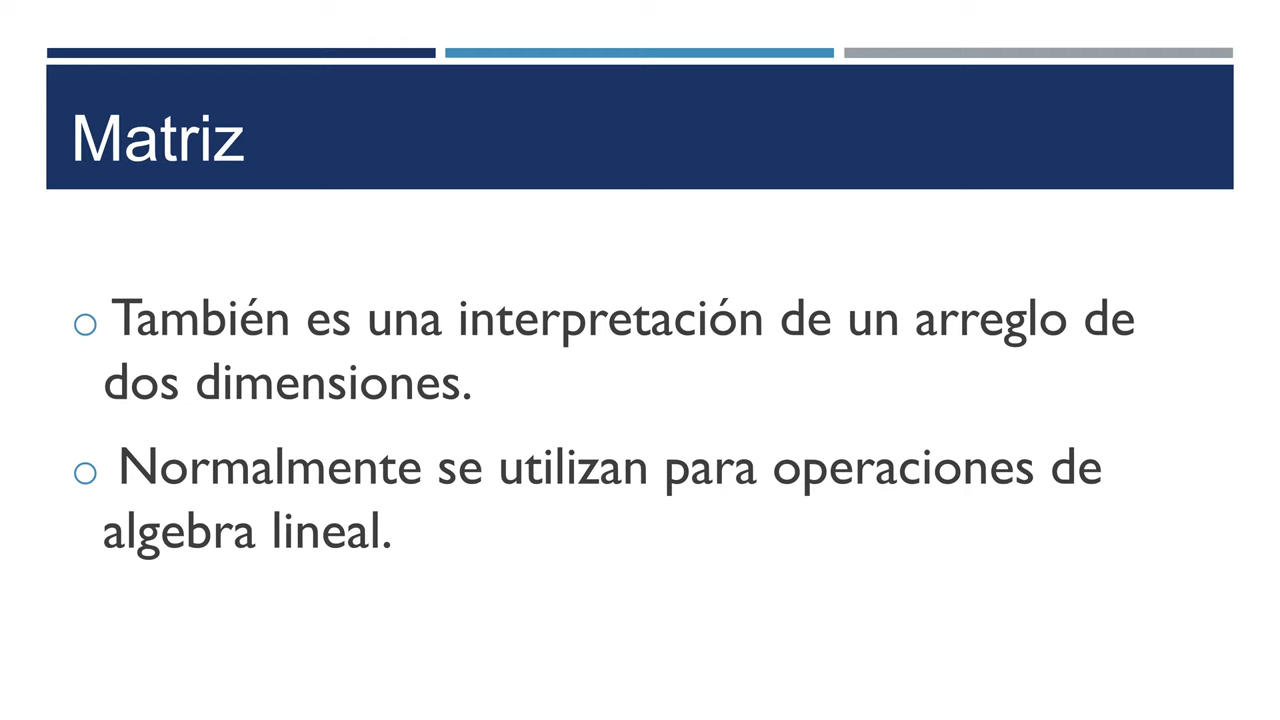 Matriz
También es una interpretación de un arreglo de
dos dimensiones.
Normalmente se utilizan para operaciones de
algebra lineal.